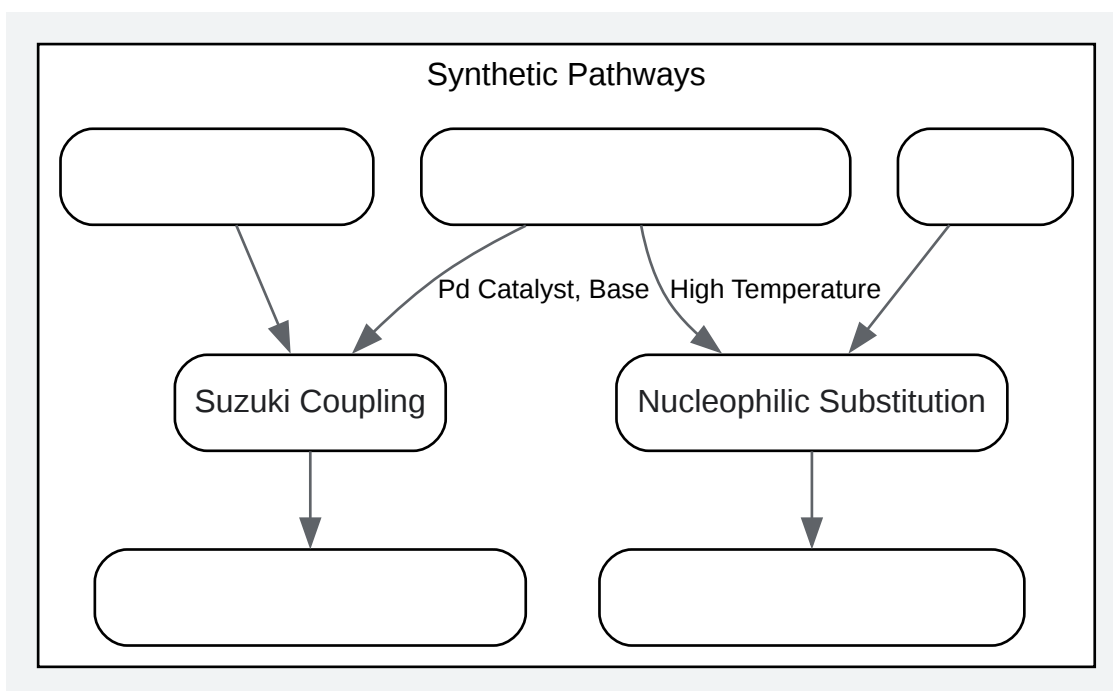 Synthetic Pathways
Pd Catalyst, Base
High Temperature
Suzuki Coupling
Nucleophilic Substitution